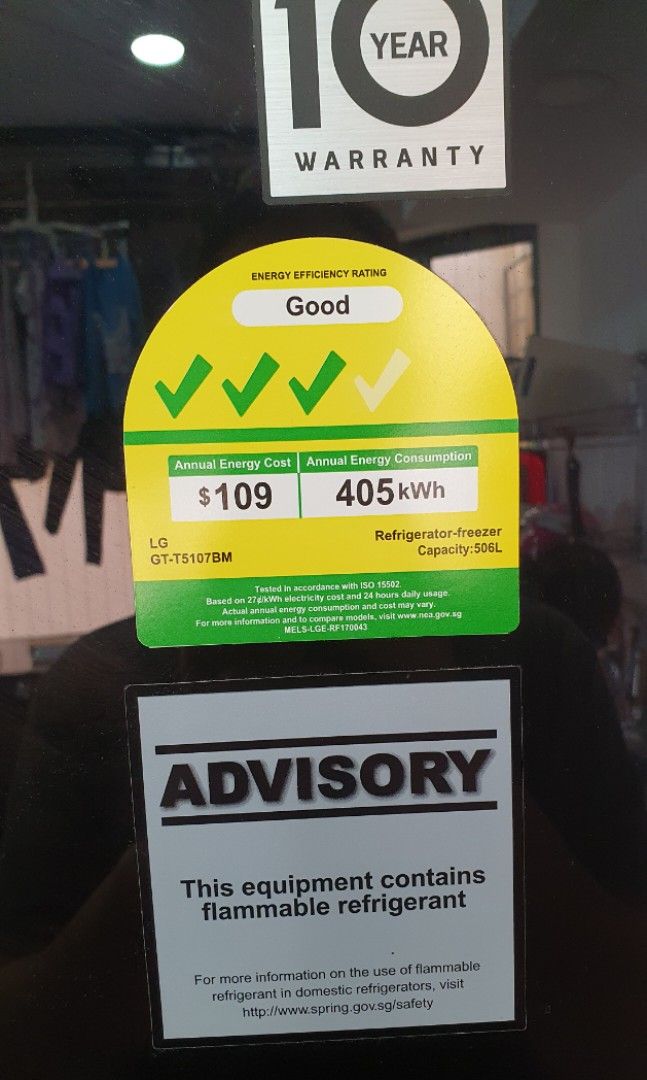 10 YEAR
WARRANTY
ENERGY EFFICIENCY RATING
Good
Annual Energy Cost
$109
Annual Energy Consumption
405kWh
LG
GT-T5107BM
Refrigerator-freezer
Capacity:506L
Tested in accordance with ISO 15502.
Based on 27¢/kWh electricity cost and 24 hours daily usage.
Actual annual energy consumption and cost may vary.
For more information and to compare models, visit www.nea.gov.sg
MELS-LGE-RF170043
ADVISORY
This equipment contains
flammable refrigerant
For more information on the use of flammable
refrigerant in domestic refrigerators, visit
http://www.spring.gov.sg/safety